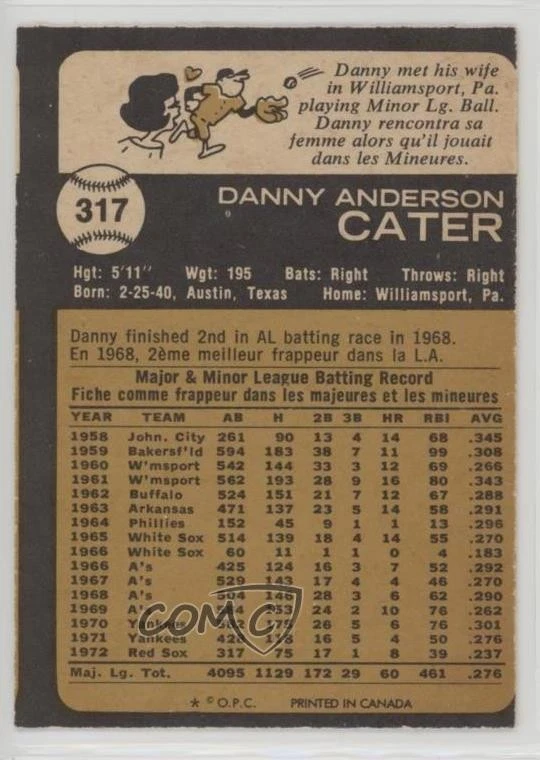 Danny met his wife
in Williamsport, Pa.
playing Minor Lg. Ball.
Danny rencontra sa
femme alors qu'il jouait
dans les Mineures.
317
DANNY ANDERSON
CATER
Hgt: 5'11" Wgt: 195 Bats: Right Throws: Right
Born: 2-25-40, Austin, Texas Home: Williamsport, Pa.
Danny finished 2nd in AL batting race in 1968.
En 1968, 2ème meilleur frappeur dans la L.A.
Major & Minor League Batting Record
Fiche comme frappeur dans les majeures et les mineures
YEAR TEAM AB H 2B 3B HR RBI AVG
1958 John. City 261 90 13 4 14 68 .345
1959 Bakersf'ld 594 183 38 7 11 99 .308
1960 W'msport 542 144 33 3 12 69 .266
1961 W'msport 562 193 28 9 16 80 .343
1962 Buffalo 524 151 21 7 12 67 .288
1963 Arkansas 471 137 23 5 14 58 .291
1964 Phillies 152 45 9 1 1 13 .296
1965 White Sox 514 139 18 4 14 55 .270
1966 White Sox 60 11 1 1 0 4 .183
1966 A's 425 124 16 3 7 52 .292
1967 A's 529 143 17 4 4 46 .270
1968 A's 504 146 28 3 6 62 .290
1969 A's 153 24 2 10 76 .262
1970 Yankees 175 26 5 6 76 .301
1971 Yankees 428 118 16 5 4 50 .276
1972 Red Sox 317 75 17 1 8 39 .237
Maj. Lg. Tot. 4095 1129 172 29 60 461 .276
* © O.P.C. PRINTED IN CANADA
COMC